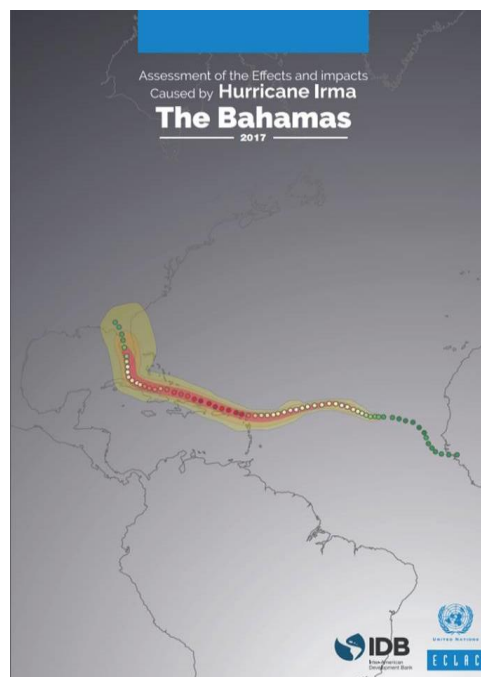 Assessment of the Effects and impacts
Caused by Hurricane Irma
The Bahamas
2017
IDB
Inter-American
Development Bank
UNITED NATIONS
ECLAC